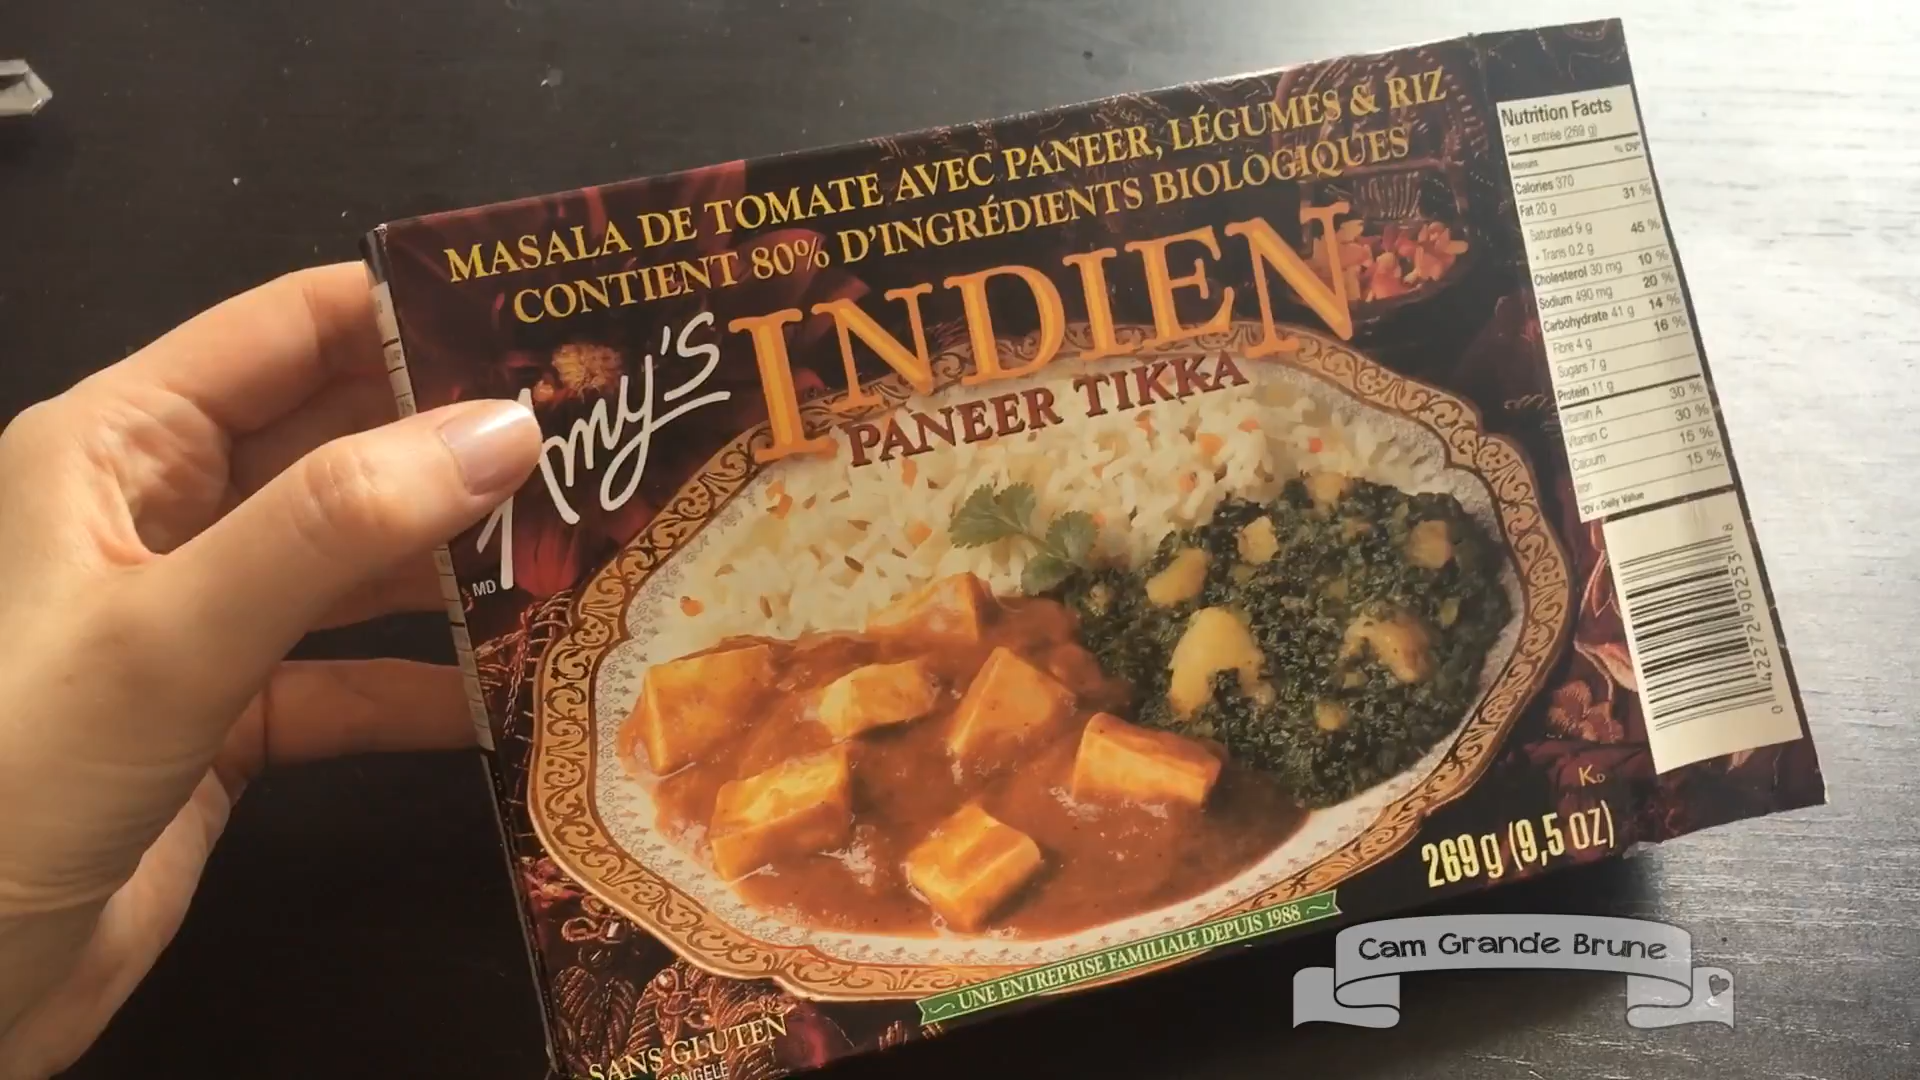 MASALA DE TOMATE AVEC PANEER, LÉGUMES & RIZ
CONTIENT 80% D'INGRÉDIENTS BIOLOGIQUES
Amy's
MD
INDIEN
PANEER TIKKA
UNE ENTREPRISE FAMILIALE DEPUIS 1988
269 g (9,5 OZ)
SANS GLUTEN
CONGELÉ
KD
Nutrition Facts
Per 1 entrée (269 g)
Amount % DV*
Calories 370
Fat 20 g 31 %
Saturated 9 g 45 %
+ Trans 0.2 g
Cholesterol 30 mg 10 %
Sodium 490 mg 20 %
Carbohydrate 41 g 14 %
Fibre 4 g 16 %
Sugars 7 g
Protein 11 g
Vitamin A 30 %
Vitamin C 30 %
Calcium 15 %
Iron 15 %
*DV = Daily Value
0 42272 90253 8
Cam Grande Brune